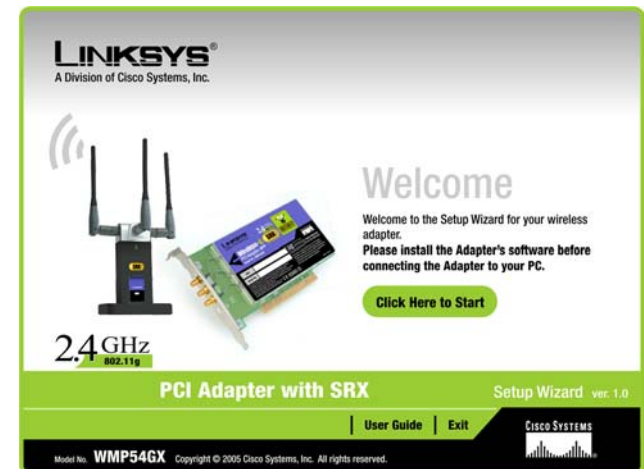 LINKSYS®
A Division of Cisco Systems, Inc.
Welcome
Welcome to the Setup Wizard for your wireless
adapter.
Please install the Adapter's software before
connecting the Adapter to your PC.
Click Here to Start
2.4 GHz
802.11g
PCI Adapter with SRX
Setup Wizard ver. 1.0
User Guide
Exit
CISCO SYSTEMS
Model No. WMP54GX Copyright © 2005 Cisco Systems, Inc. All rights reserved.